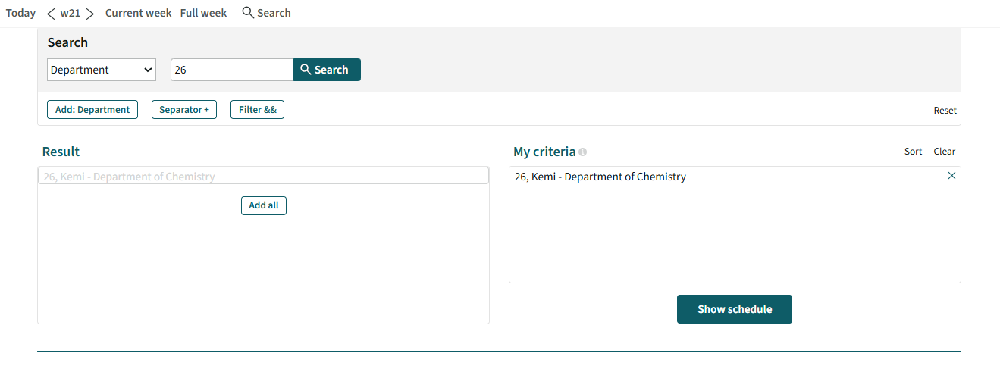 Today w21 Current week Full week Search
Search
Department 26 Search
Add: Department Separator + Filter && Reset
Result My criteria Sort Clear
26, Kemi - Department of Chemistry 26, Kemi - Department of Chemistry
Add all
Show schedule